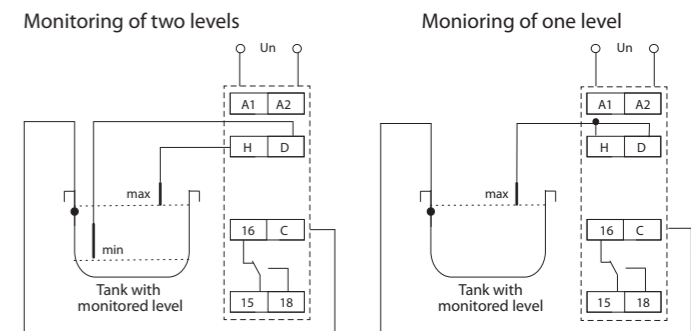 Monitoring of two levels
Un
A1 A2
H D
max
min
16 C
Tank with
monitored level
15 18
Monioring of one level
Un
A1 A2
H D
max
16 C
Tank with
monitored level
15 18